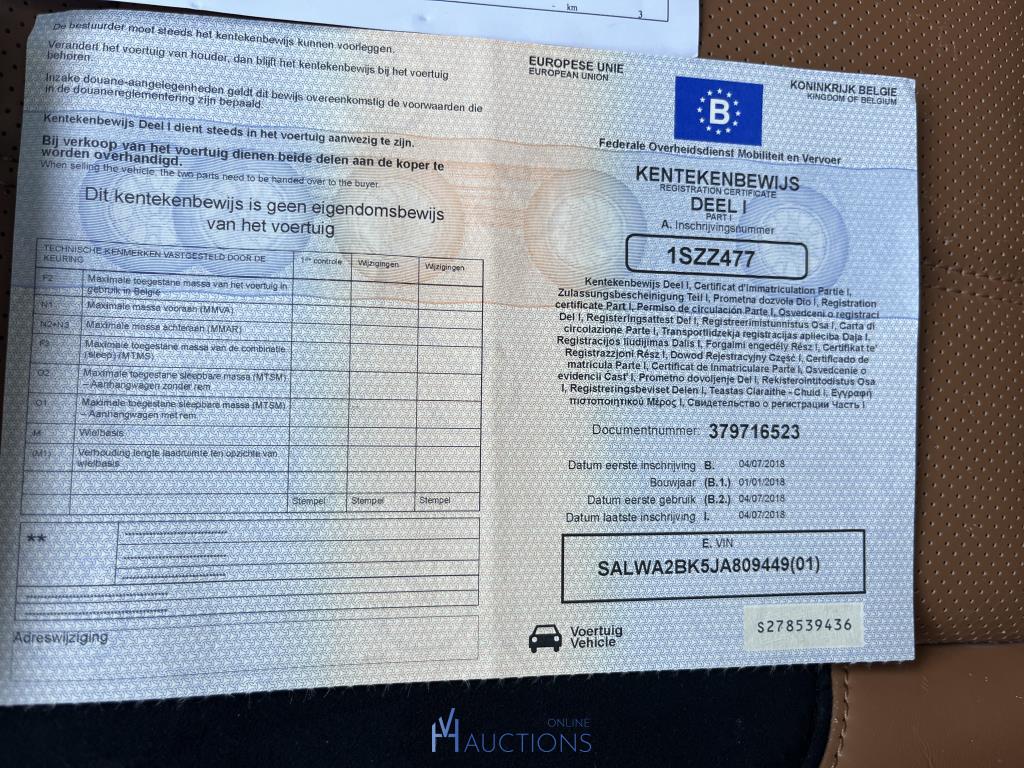 km
3
De bestuurder moet steeds het kentekenbewijs kunnen voorleggen.
Verandert het voertuig van houder, dan blijft het kentekenbewijs bij het voertuig
behoren.
Inzake douane-aangelegenheden geldt dit bewijs overeenkomstig de voorwaarden die
in de douanereglementering zijn bepaald.
Kentekenbewijs Deel I dient steeds in het voertuig aanwezig te zijn.
Bij verkoop van het voertuig dienen beide delen aan de koper te
worden overhandigd.
When selling the vehicle, the two parts need to be handed over to the buyer.
Dit kentekenbewijs is geen eigendomsbewijs
van het voertuig
TECHNISCHE KENMERKEN VASTGESTELD DOOR DE
KEURING
1ste controle
Wijzigingen
Wijzigingen
F2 Maximale toegestane massa van het voertuig in
gebruik in België
N1 Maximale massa vooraan (MMVA)
N2+N3 Maximale massa achteraan (MMAR)
F3 Maximale toegestane massa van de combinatie
(sleep) (MTMS)
O2 Maximale toegestane sleepbare massa (MTSM)
– Aanhangwagen zonder rem
O1 Maximale toegestane sleepbare massa (MTSM)
– Aanhangwagen met rem
M Wielbasis
(M1) Verhouding lengte laadruimte ten opzichte van
wielbasis
Stempel
Stempel
Stempel
**
Adreswijziging
EUROPESE UNIE
EUROPEAN UNION
B
KONINKRIJK BELGIE
KINGDOM OF BELGIUM
Federale Overheidsdienst Mobiliteit en Vervoer
KENTEKENBEWIJS
REGISTRATION CERTIFICATE
DEEL I
PART I
A. Inschrijvingsnummer
1SZZ477
Kentekenbewijs Deel I, Certificat d'Immatriculation Partie I,
Zulassungsbescheinigung Teil I, Prometna dozvola Dio I, Registration
certificate Part I, Permiso de circulación Parte I, Osvedceni o registraci
Del I, Registreringsattest Del I, Registreerimistunnistus Osa I, Carta di
circolazione Parte I, Transportlidzekja registracijas aplieciba Daja I,
Registracijos liudijimas Dalis I, Forgalmi engedély Rész I, Certifikat ta'
Registrazzjoni Rész I, Dowod Rejestracyjny Część I, Certificado de
matricula Parte I, Certificat de Inmatriculare Parte I, Osvedcenie o
evidencii Časť I, Prometno dovoljenje Del I, Rekisterointitodistus Osa
I, Registreringsbeviset Delen I, Teastas Claraithe - Chuid I, Εγγραφή
πιστοποιητικού Μέρος I, Свидетельство о регистрации Часть I
Documentnummer: 379716523
Datum eerste inschrijving B. 04/07/2018
Bouwjaar (B.1.) 01/01/2018
Datum eerste gebruik (B.2.) 04/07/2018
Datum laatste inschrijving I. 04/07/2018
E. VIN
SALWA2BK5JA809449(01)
Voertuig
Vehicle
S278539436
ONLINE
AUCTIONS